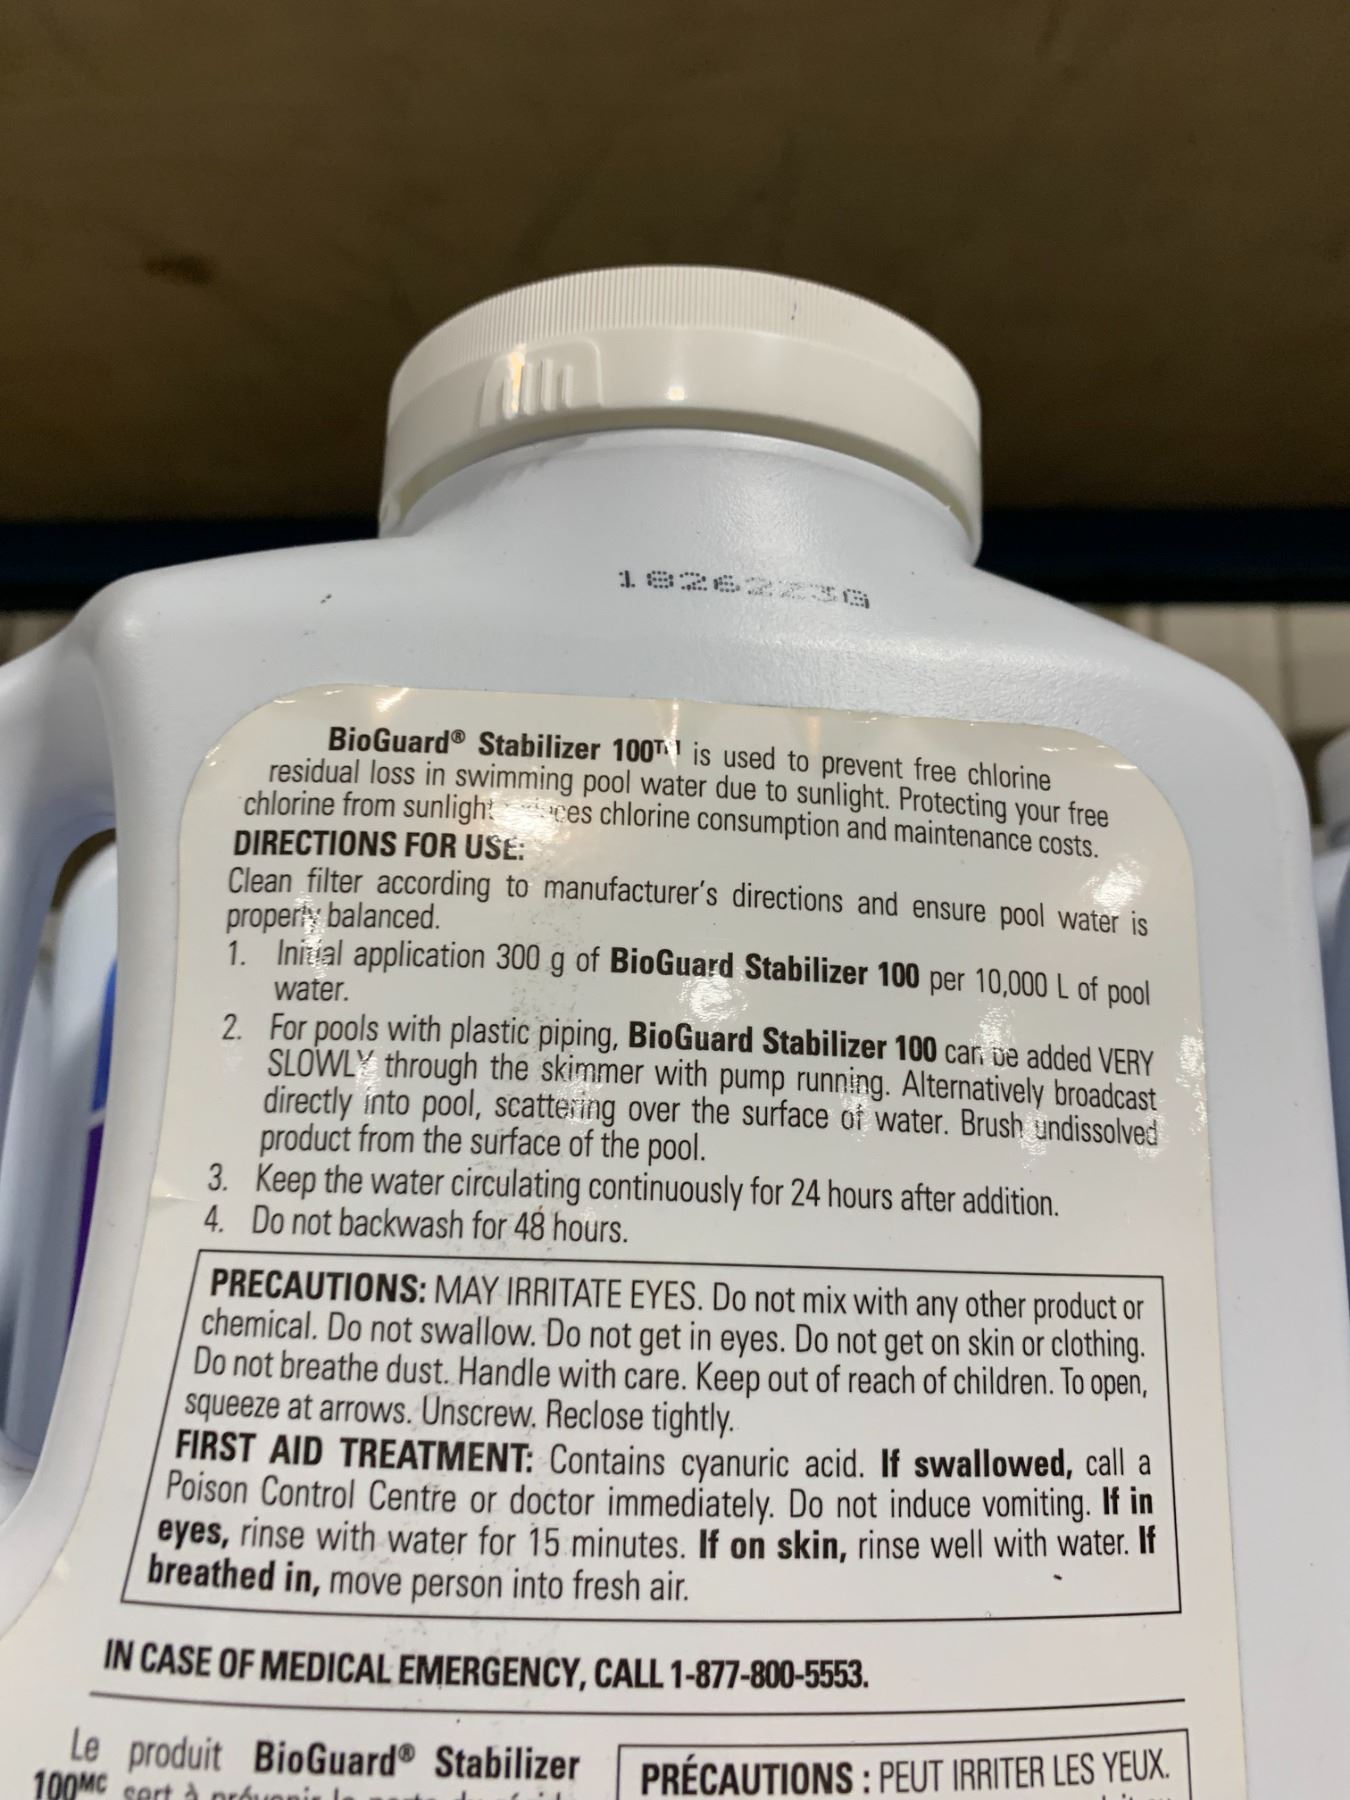 18262230
BioGuard® Stabilizer 100™ is used to prevent free chlorine
residual loss in swimming pool water due to sunlight. Protecting your free
chlorine from sunlight chlorine consumption and maintenance costs.
DIRECTIONS FOR USE:
Clean filter according to manufacturer's directions and ensure pool water is
properly balanced.
1. Initial application 300 g of BioGuard Stabilizer 100 per 10,000 L of pool
water.
2. For pools with plastic piping, BioGuard Stabilizer 100 can be added VERY
SLOWLY through the skimmer with pump running. Alternatively broadcast
directly into pool, scattering over the surface of water. Brush undissolved
product from the surface of the pool.
3. Keep the water circulating continuously for 24 hours after addition.
4. Do not backwash for 48 hours.
PRECAUTIONS: MAY IRRITATE EYES. Do not mix with any other product or
chemical. Do not swallow. Do not get in eyes. Do not get on skin or clothing.
Do not breathe dust. Handle with care. Keep out of reach of children. To open,
squeeze at arrows. Unscrew. Reclose tightly.
FIRST AID TREATMENT: Contains cyanuric acid. If swallowed, call a
Poison Control Centre or doctor immediately. Do not induce vomiting. If in
eyes, rinse with water for 15 minutes. If on skin, rinse well with water. If
breathed in, move person into fresh air.
IN CASE OF MEDICAL EMERGENCY, CALL 1-877-800-5553.
Le produit BioGuard® Stabilizer
100MC sert à
PRÉCAUTIONS : PEUT IRRITER LES YEUX.